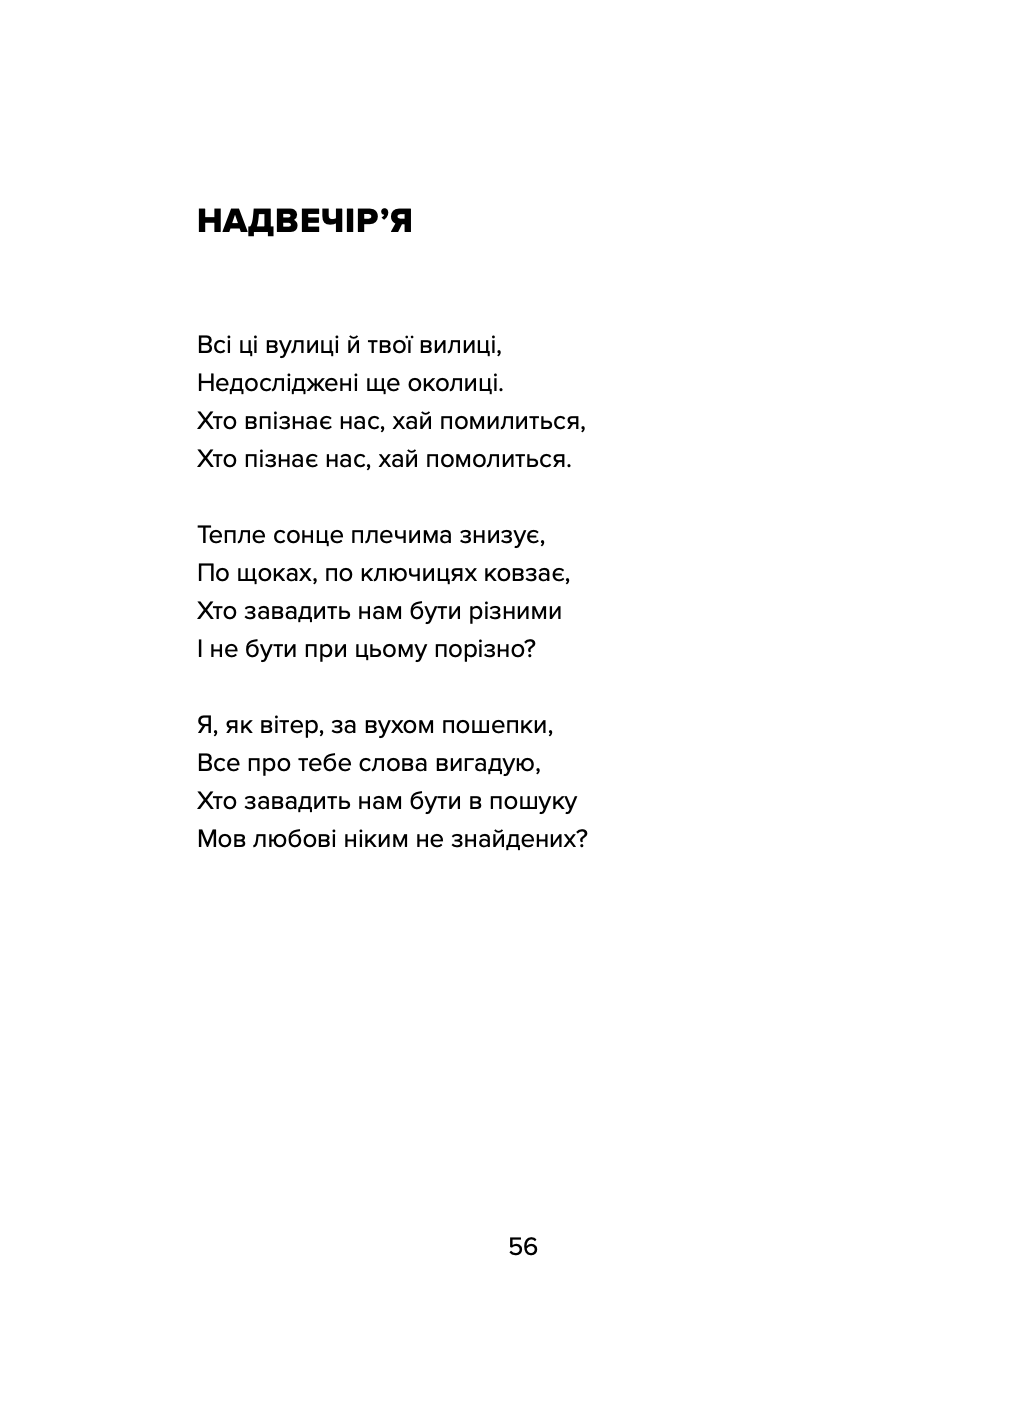 НАДВЕЧІР’Я
Всі ці вулиці й твої вилиці,
Недосліджені ще околиці.
Хто впізнає нас, хай помилиться,
Хто пізнає нас, хай помолиться.
Тепле сонце плечима знизує,
По щоках, по ключицях ковзає,
Хто завадить нам бути різними
І не бути при цьому порізно?
Я, як вітер, за вухом пошепки,
Все про тебе слова вигадую,
Хто завадить нам бути в пошуку
Мов любові ніким не знайдених?
56